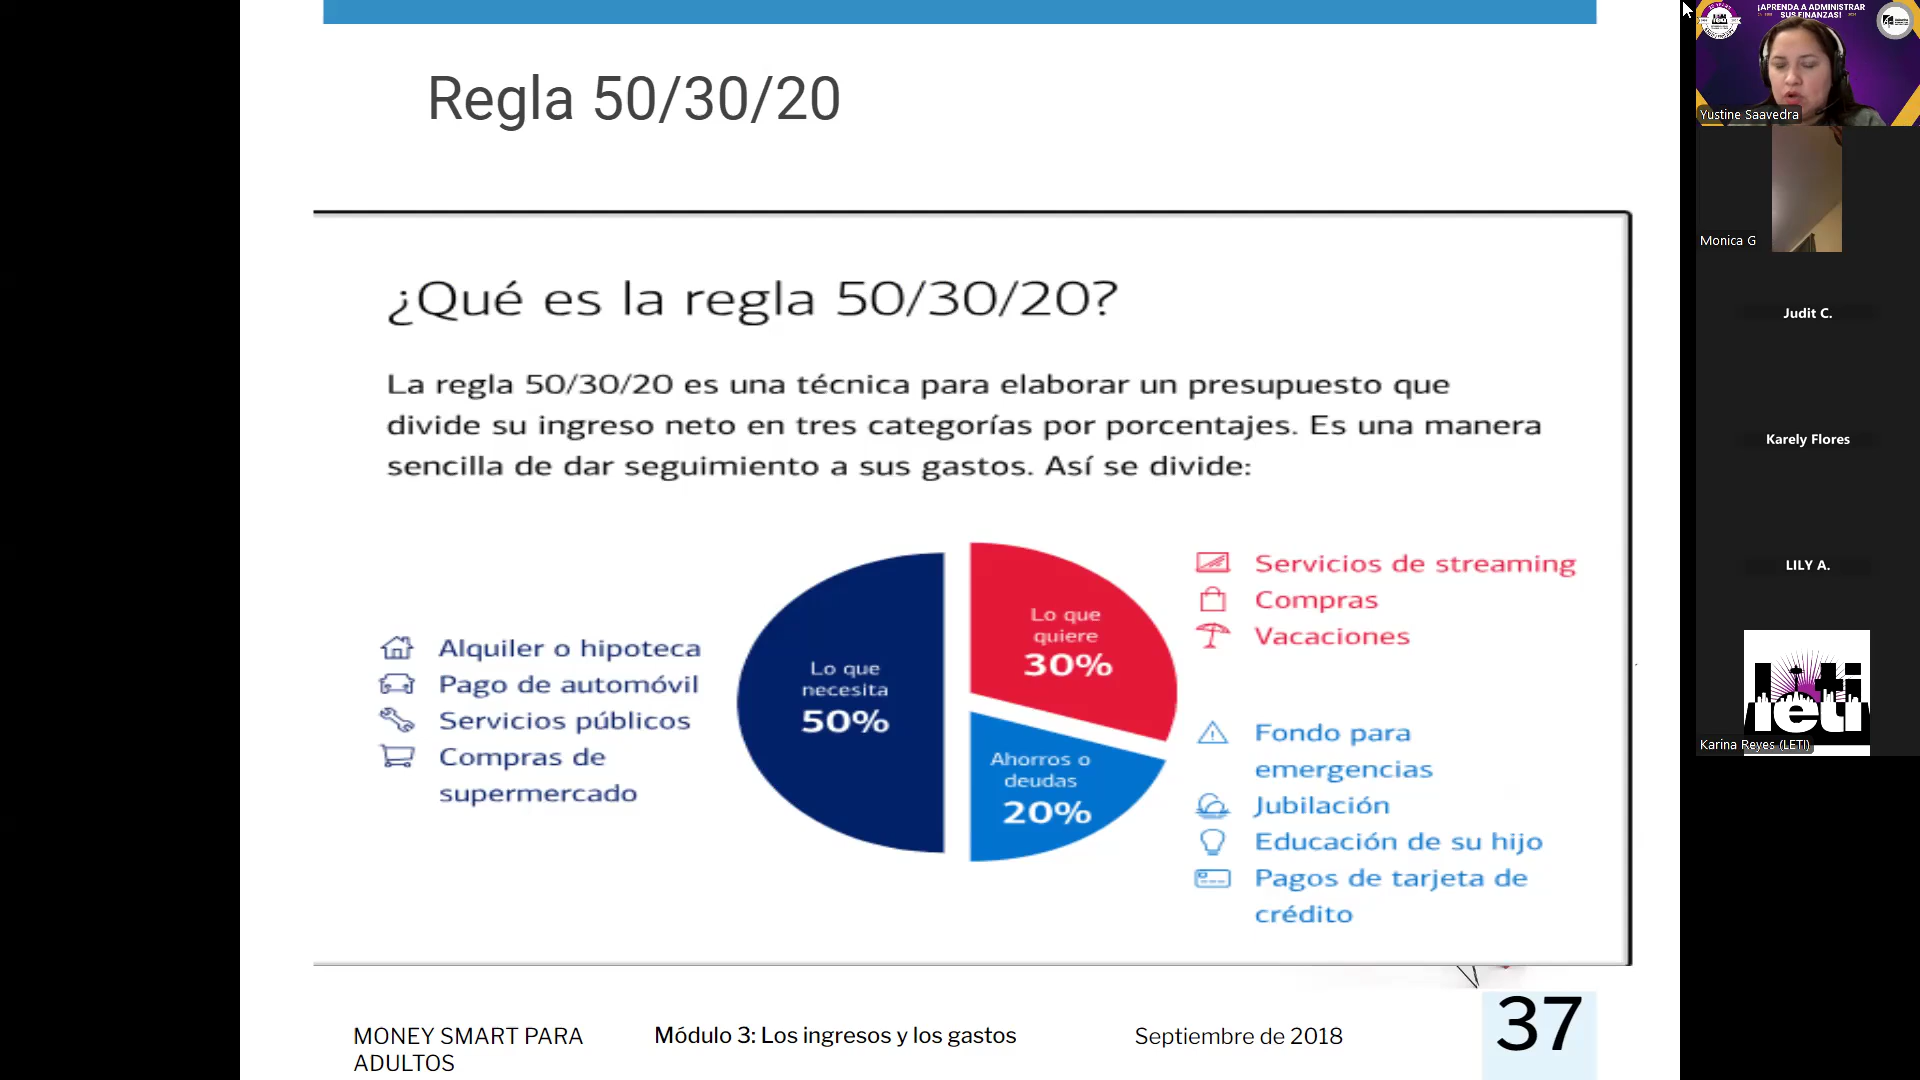 Regla 50/30/20
¿Qué es la regla 50/30/20?
La regla 50/30/20 es una técnica para elaborar un presupuesto que
divide su ingreso neto en tres categorías por porcentajes. Es una manera
sencilla de dar seguimiento a sus gastos. Así se divide:
Alquiler o hipoteca
Pago de automóvil
Servicios públicos
Compras de
supermercado
Lo que
necesita
50%
Lo que
quiere
30%
Ahorros o
deudas
20%
Servicios de streaming
Compras
Vacaciones
Fondo para
emergencias
Jubilación
Educación de su hijo
Pagos de tarjeta de
crédito
MONEY SMART PARA
ADULTOS
Módulo 3: Los ingresos y los gastos
Septiembre de 2018
37
¡APRENDA A ADMINISTRAR
SUS FINANZAS!
Yustine Saavedra
Monica G
Judit C.
Karely Flores
LILY A.
leti
Karina Reyes (LETI)